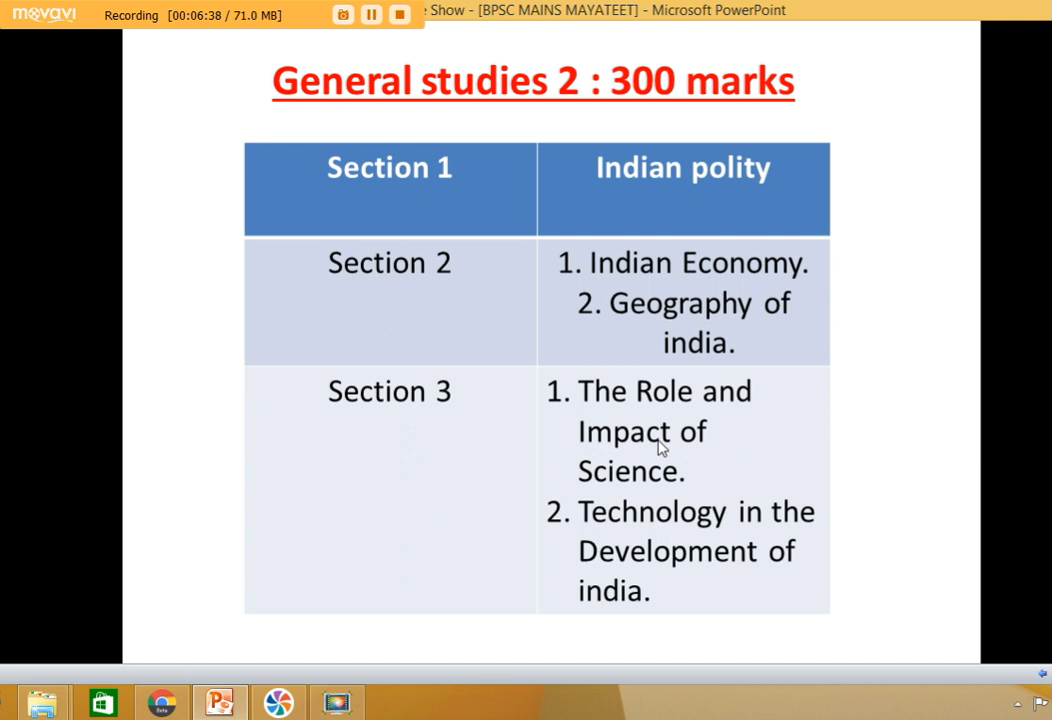 movavi
Recording [00:06:38 / 71.0 MB]
Show - [BPSC MAINS MAYATEET] - Microsoft PowerPoint
General studies 2 : 300 marks
Section 1
Indian polity
Section 2
1. Indian Economy.
2. Geography of
india.
Section 3
1. The Role and
Impact of
Science.
2. Technology in the
Development of
india.